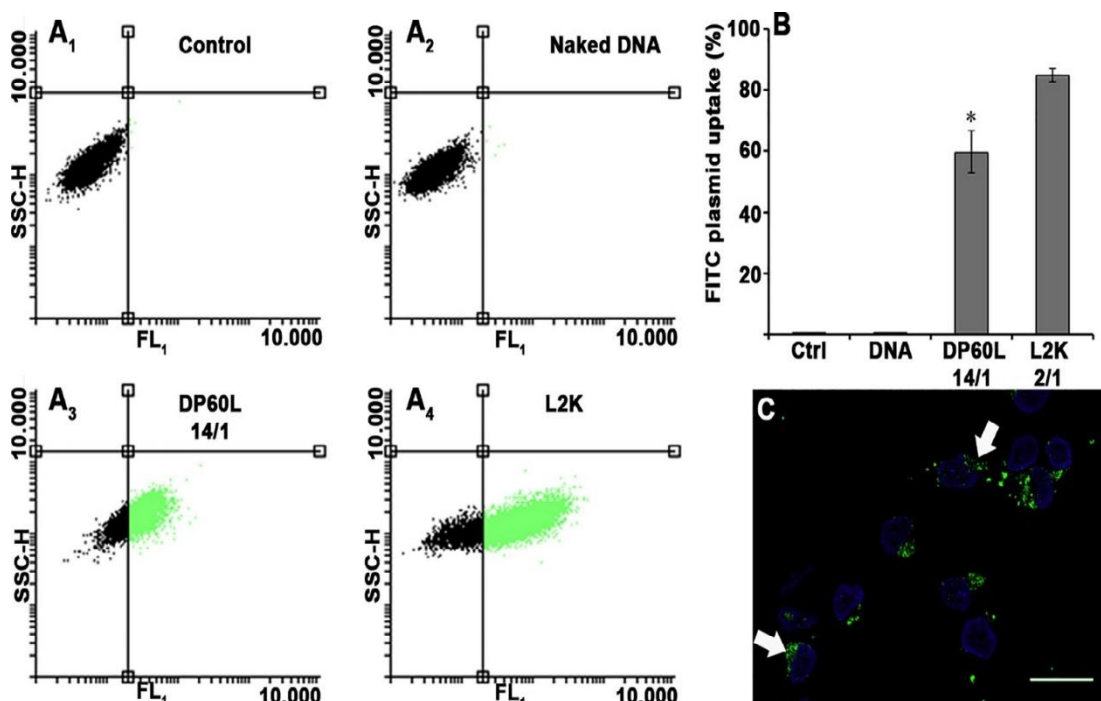 A1
Control
10.000
SSC-H
FL1
10.000
A2
Naked DNA
10.000
SSC-H
FL1
10.000
B
FITC plasmid uptake (%)
100
80
60
40
20
*
Ctrl
DNA
DP60L
14/1
L2K
2/1
A3
DP60L
14/1
10.000
SSC-H
FL1
10.000
A4
L2K
10.000
SSC-H
FL1
10.000
C